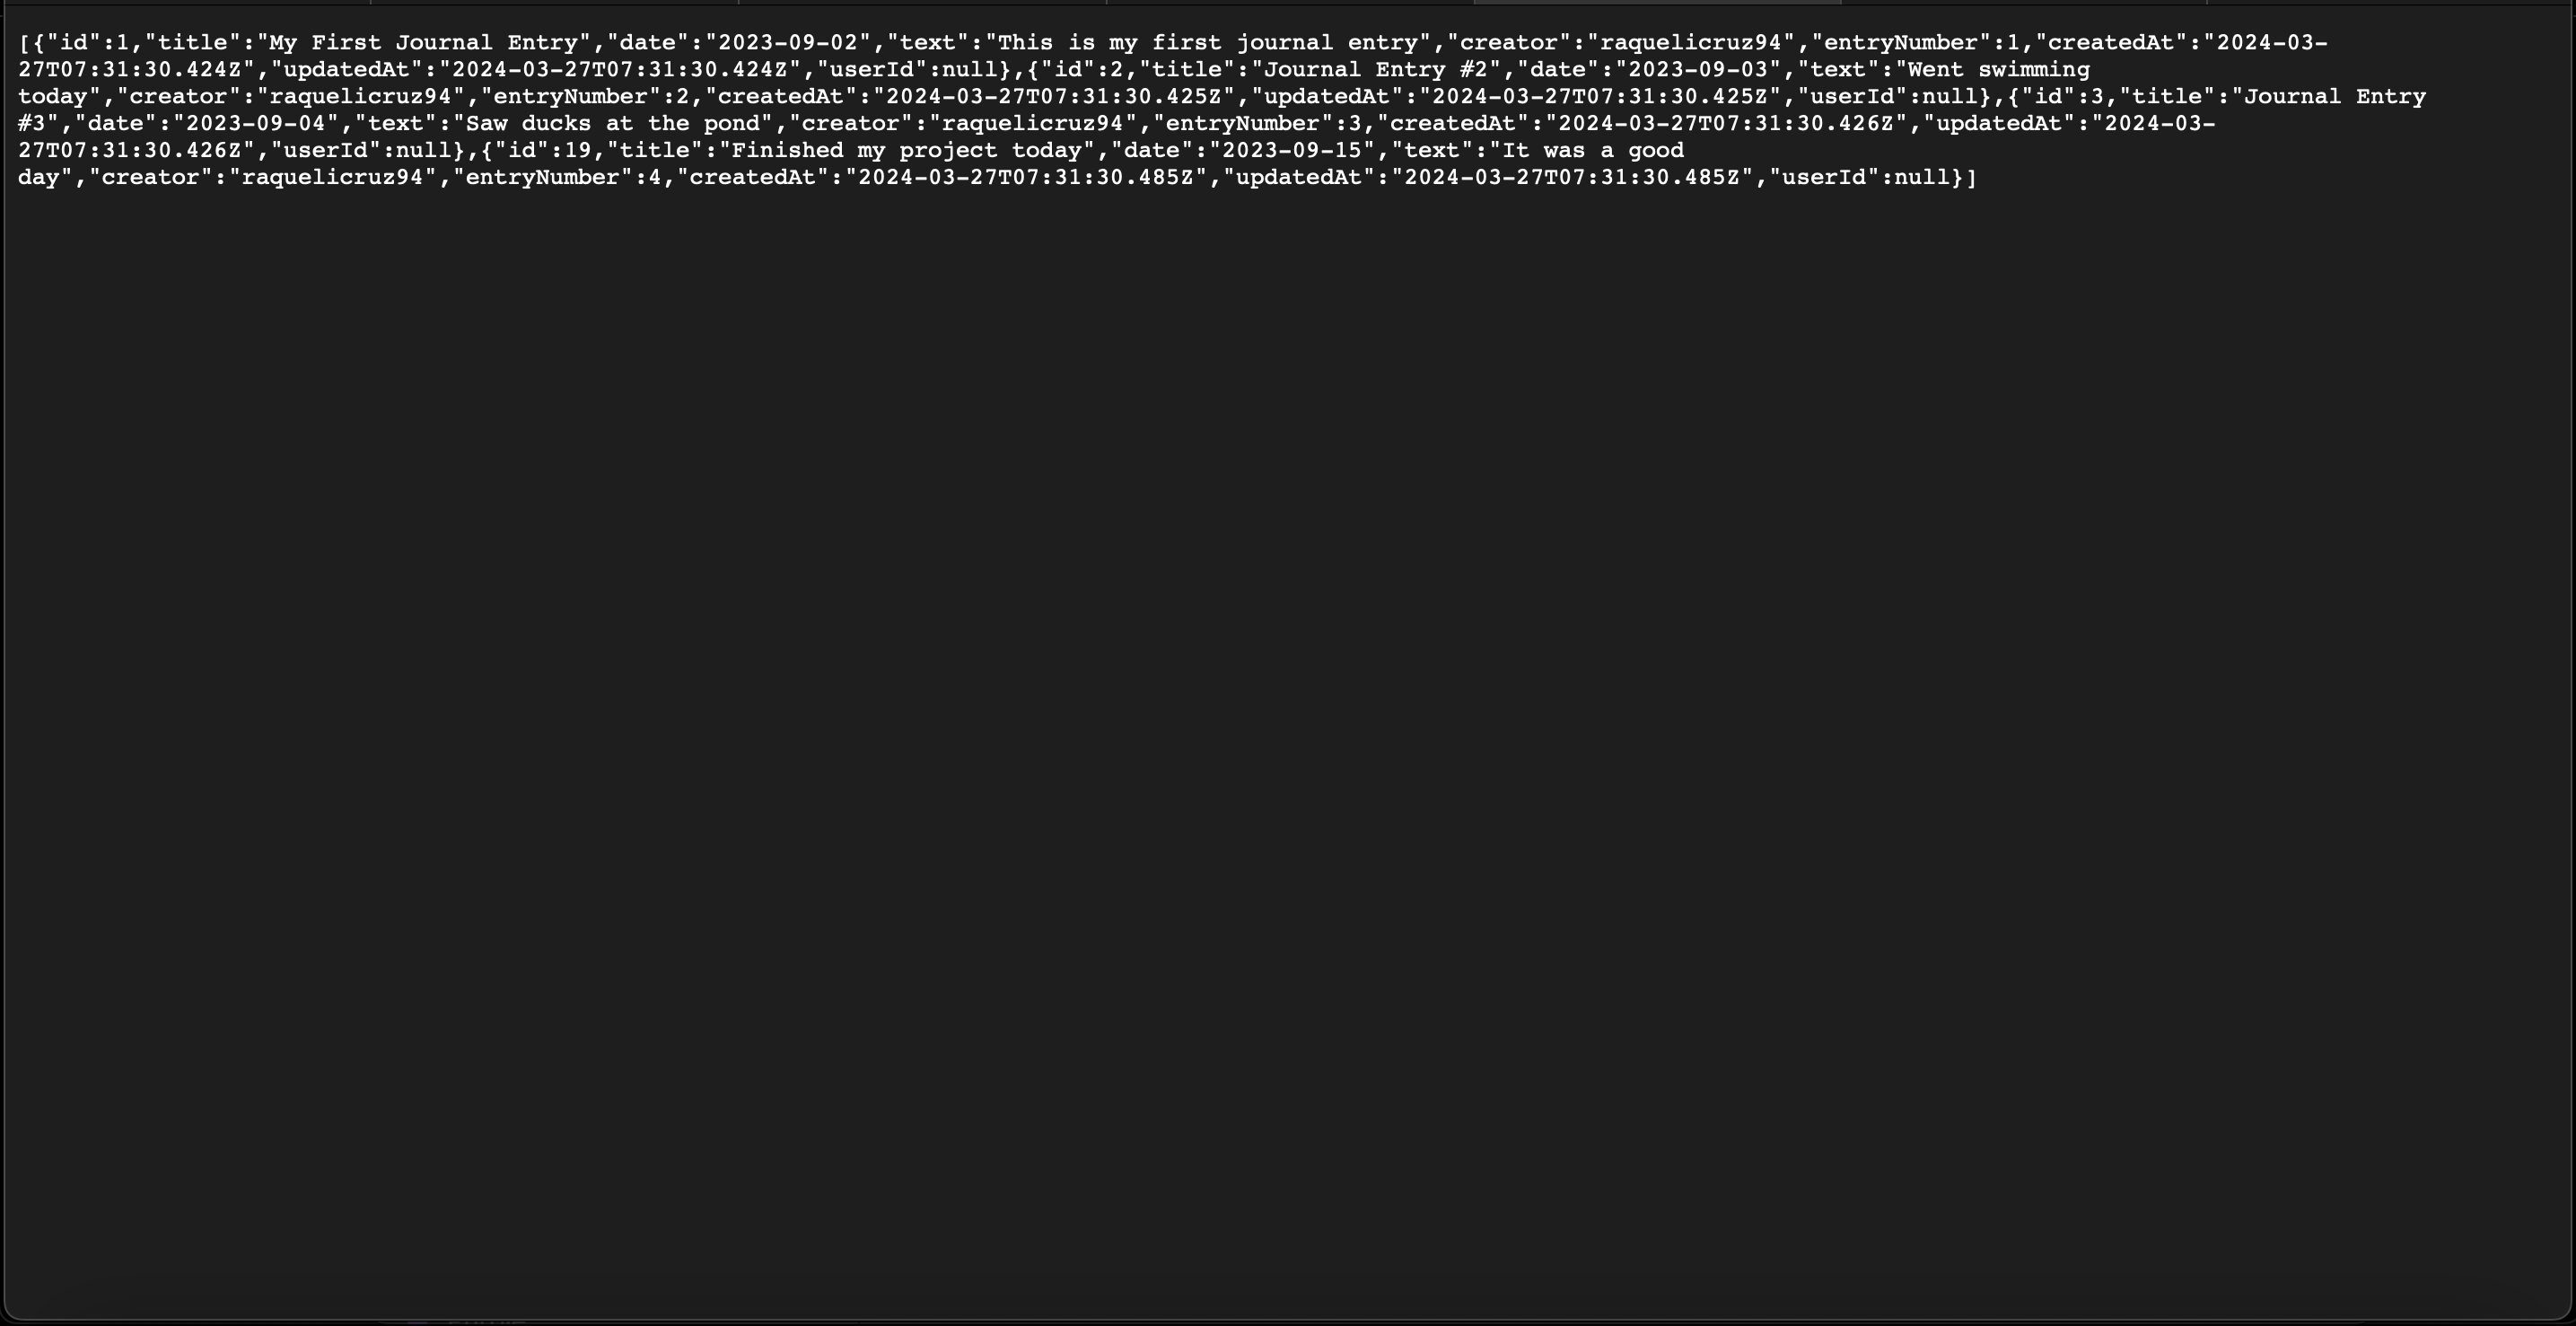 [{"id":1,"title":"My First Journal Entry","date":"2023-09-02","text":"This is my first journal entry","creator":"raquelicruz94","entryNumber":1,"createdAt":"2024-03-
27T07:31:30.424Z","updatedAt":"2024-03-27T07:31:30.424Z","userId":null},{"id":2,"title":"Journal Entry #2","date":"2023-09-03","text":"Went swimming
today","creator":"raquelicruz94","entryNumber":2,"createdAt":"2024-03-27T07:31:30.425Z","updatedAt":"2024-03-27T07:31:30.425Z","userId":null},{"id":3,"title":"Journal Entry
#3","date":"2023-09-04","text":"Saw ducks at the pond","creator":"raquelicruz94","entryNumber":3,"createdAt":"2024-03-27T07:31:30.426Z","updatedAt":"2024-03-
27T07:31:30.426Z","userId":null},{"id":19,"title":"Finished my project today","date":"2023-09-15","text":"It was a good
day","creator":"raquelicruz94","entryNumber":4,"createdAt":"2024-03-27T07:31:30.485Z","updatedAt":"2024-03-27T07:31:30.485Z","userId":null}]